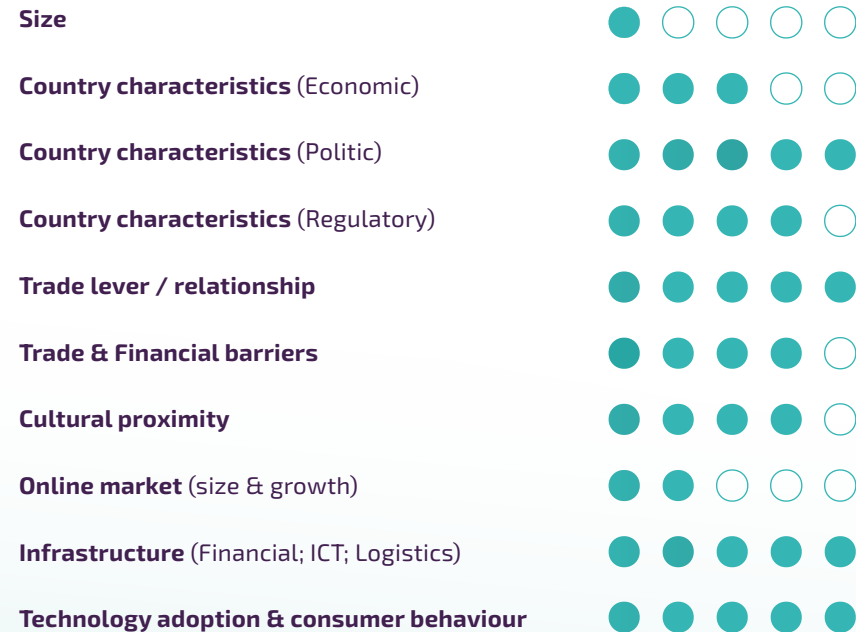 Size
Country characteristics (Economic)
Country characteristics (Politic)
Country characteristics (Regulatory)
Trade lever / relationship
Trade & Financial barriers
Cultural proximity
Online market (size & growth)
Infrastructure (Financial; ICT; Logistics)
Technology adoption & consumer behaviour